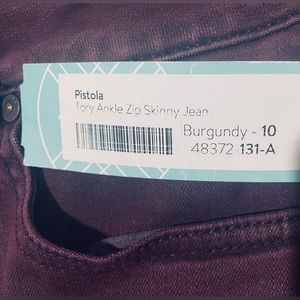 Pistola
Tory Ankle Zip Skinny Jean
Burgundy - 10
48372 131-A